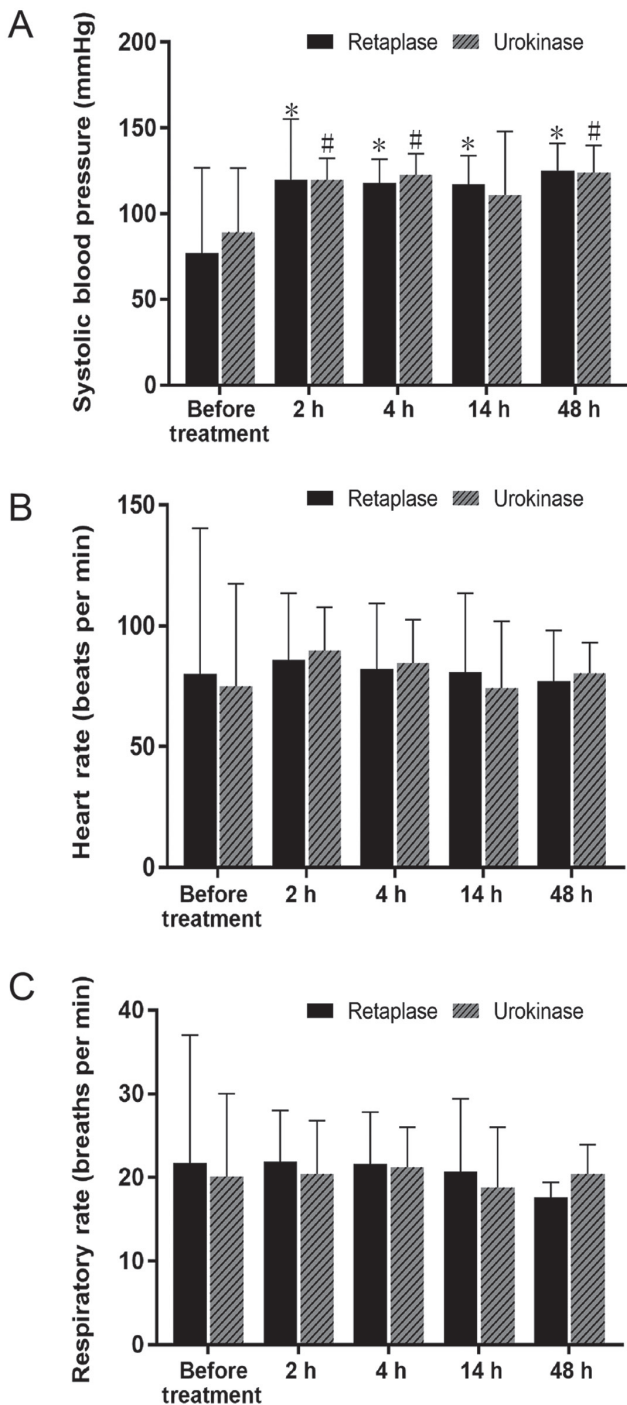 A
Systolic blood pressure (mmHg)
Retaplase Urokinase
200
150
100
50
0
* # * # * * #
Before treatment 2 h 4 h 14 h 48 h
B
Heart rate (beats per min)
Retaplase Urokinase
150
100
50
0
Before treatment 2 h 4 h 14 h 48 h
C
Respiratory rate (breaths per min)
Retaplase Urokinase
40
30
20
10
0
Before treatment 2 h 4 h 14 h 48 h